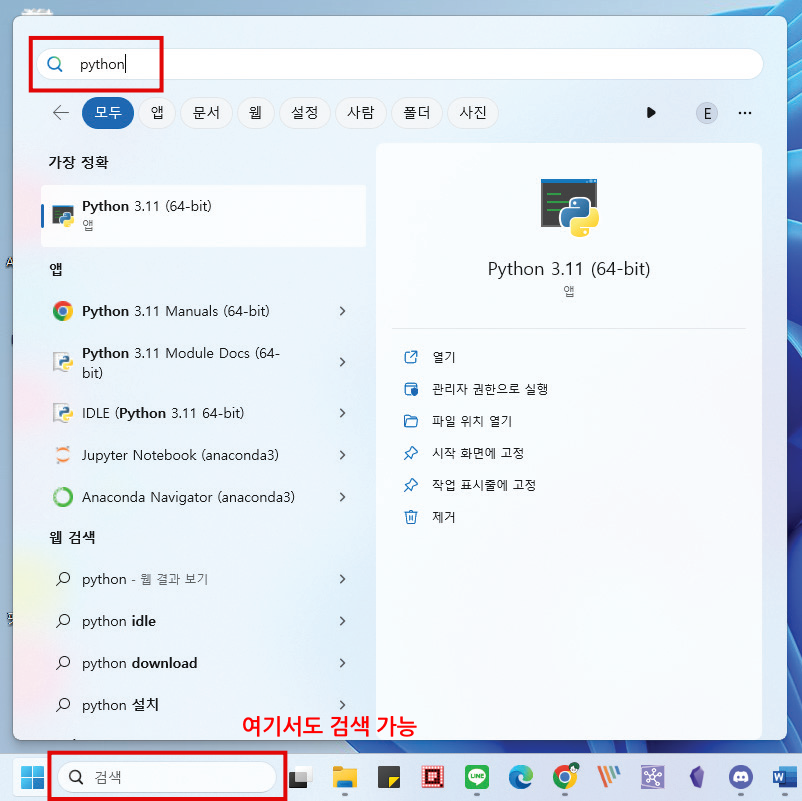 python
모두 앱 문서 웹 설정 사람 폴더 사진 E
가장 정확
Python 3.11 (64-bit)
앱
앱
Python 3.11 Manuals (64-bit)
Python 3.11 Module Docs (64-
bit)
IDLE (Python 3.11 64-bit)
Jupyter Notebook (anaconda3)
Anaconda Navigator (anaconda3)
웹 검색
python - 웹 결과 보기
python idle
python download
python 설치
Python 3.11 (64-bit)
앱
열기
관리자 권한으로 실행
파일 위치 열기
시작 화면에 고정
작업 표시줄에 고정
제거
여기서도 검색 가능
검색
LINE
W